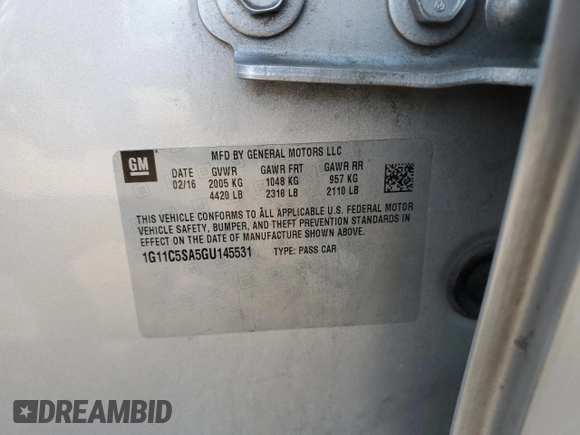 GM
MFD BY GENERAL MOTORS LLC
DATE GVWR GAWR FRT GAWR RR
02/16 2005 KG 1048 KG 957 KG
4420 LB 2318 LB 2110 LB
THIS VEHICLE CONFORMS TO ALL APPLICABLE U.S. FEDERAL MOTOR
VEHICLE SAFETY, BUMPER, AND THEFT PREVENTION STANDARDS IN
EFFECT ON THE DATE OF MANUFACTURE SHOWN ABOVE.
1G11C5SA5GU145531 TYPE: PASS CAR
DREAMBID